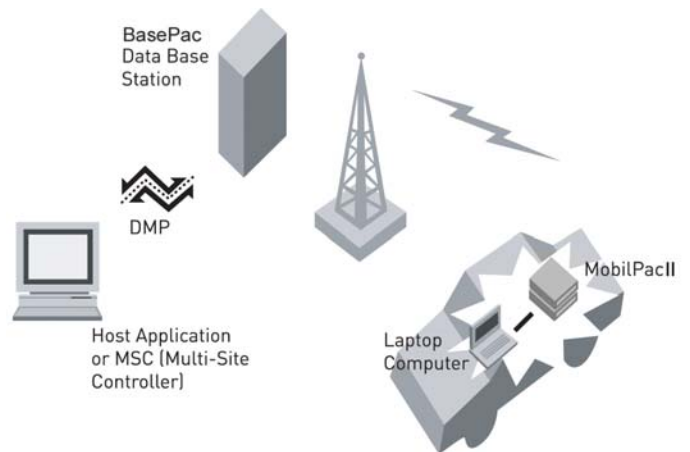 BasePac
Data Base
Station
DMP
Host Application
or MSC (Multi-Site
Controller)
MobilPacII
Laptop
Computer